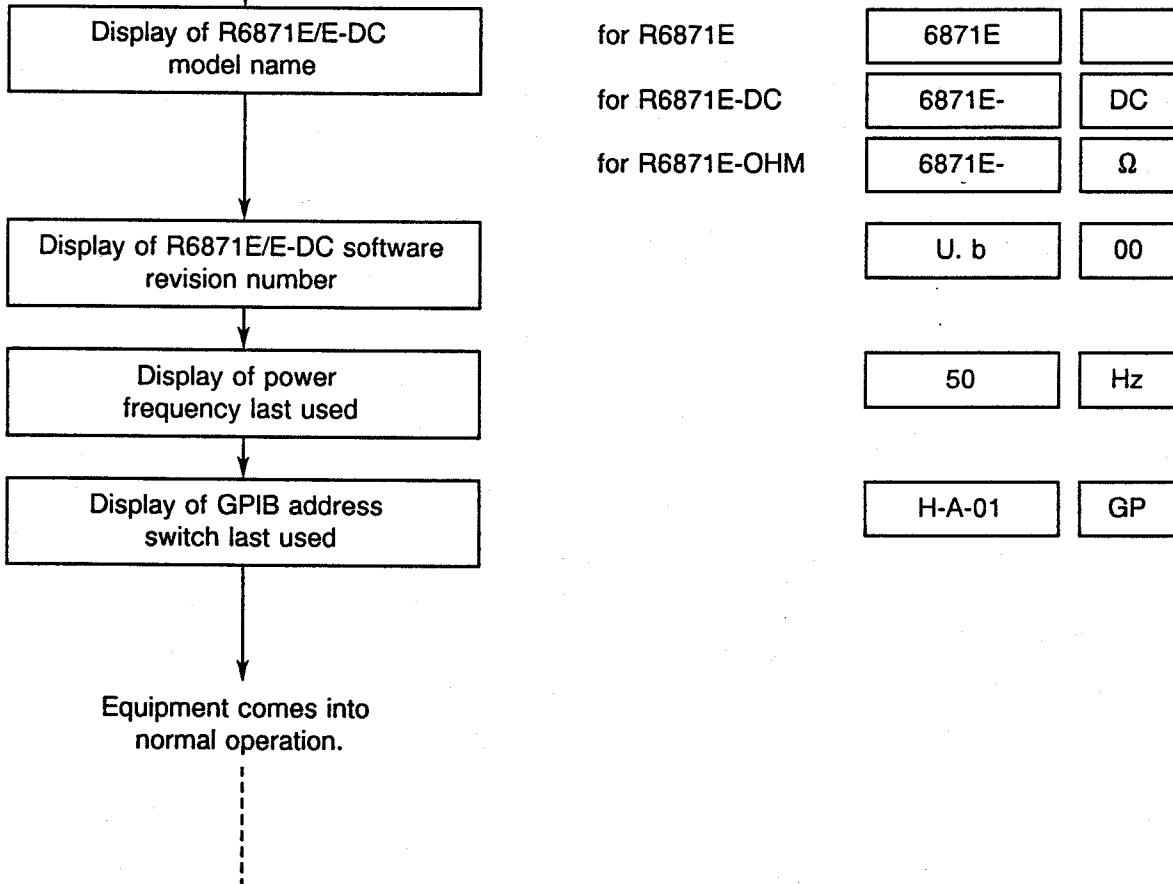 Display of R6871E/E-DC
model name
for R6871E
6871E
for R6871E-DC
6871E-
DC
for R6871E-OHM
6871E-
Ω
Display of R6871E/E-DC software
revision number
U. b
00
Display of power
frequency last used
50
Hz
Display of GPIB address
switch last used
H-A-01
GP
Equipment comes into
normal operation.